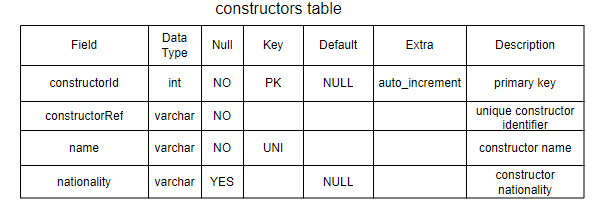 constructors table
Field Data Type Null Key Default Extra Description
constructorId int NO PK NULL auto_increment primary key
constructorRef varchar NO unique constructor identifier
name varchar NO UNI constructor name
nationality varchar YES NULL constructor nationality